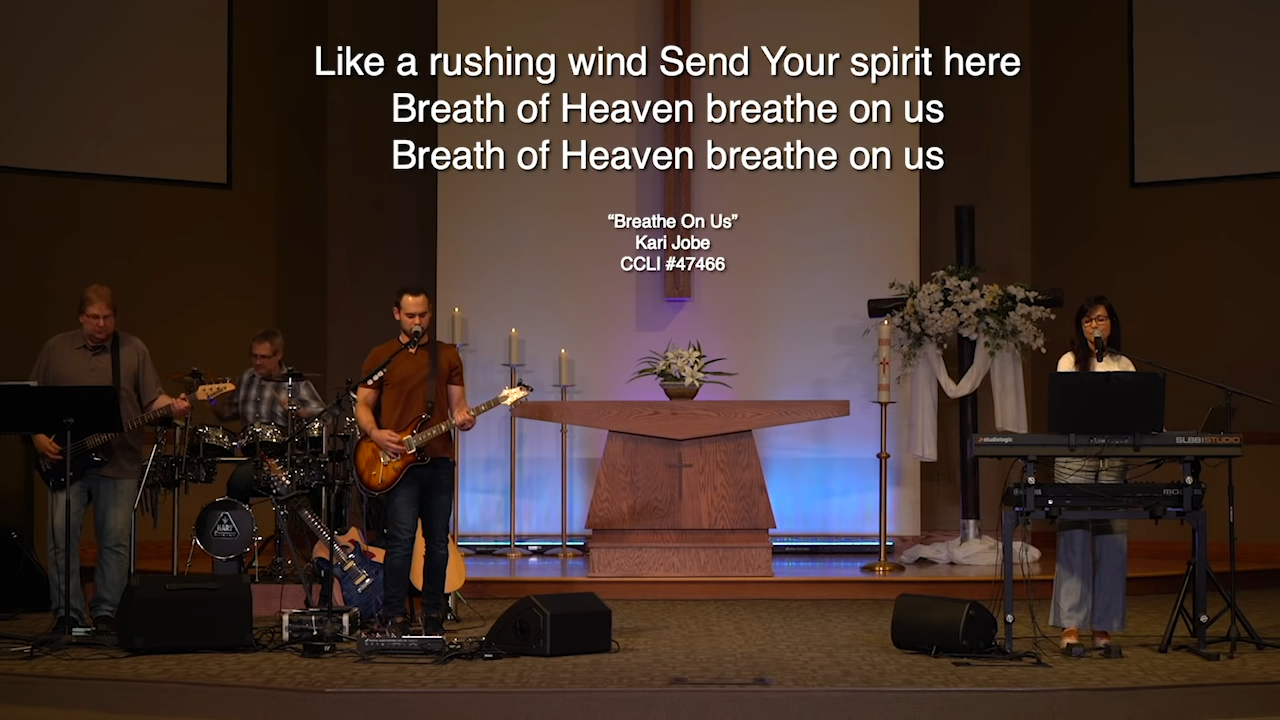 Like a rushing wind Send Your spirit here
Breath of Heaven breathe on us
Breath of Heaven breathe on us
“Breathe On Us”
Kari Jobe
CCLI #47466
HART
studiologic
SL88 STUDIO